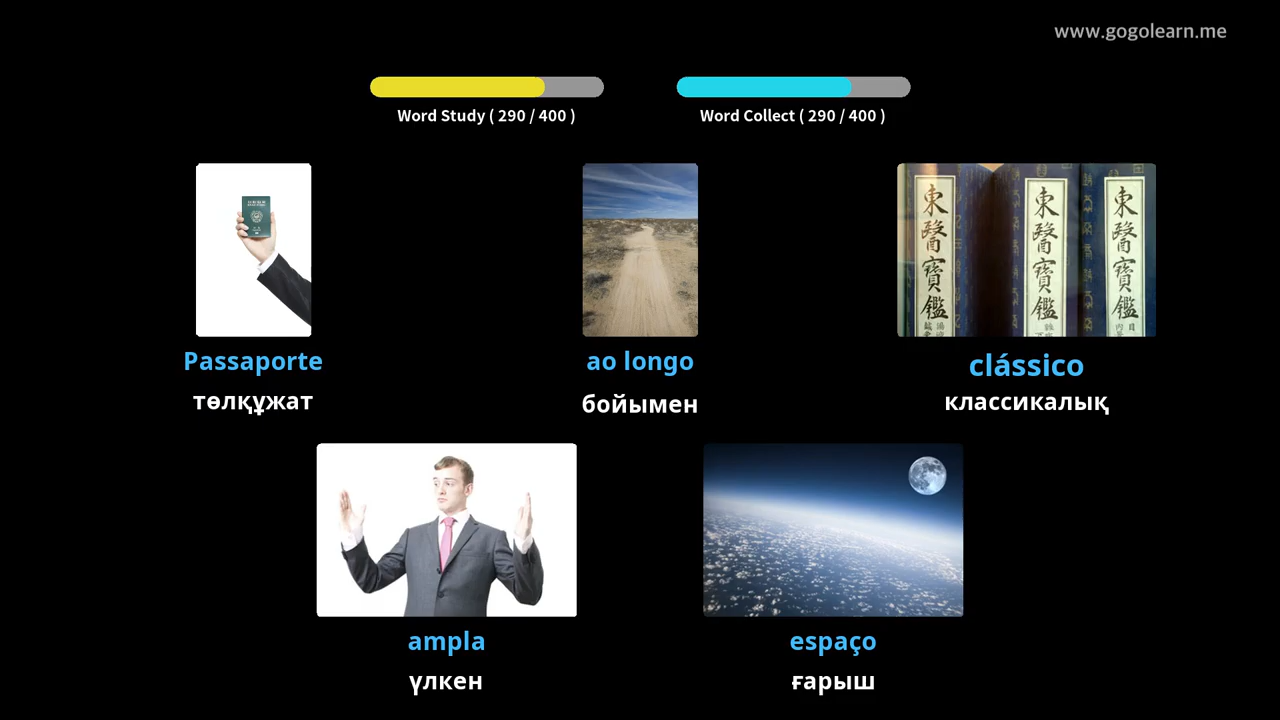 www.gogolearn.me
Word Study ( 290 / 400 )
Word Collect ( 290 / 400 )
東醫寶鑑
東醫寶鑑
東醫寶鑑
Passaporte
төлқұжат
ao longo
бойымен
clássico
классикалық
ampla
үлкен
espaço
ғарыш